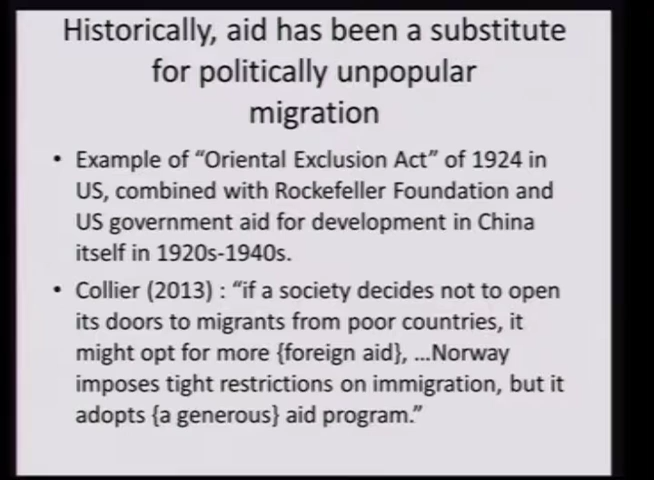 Historically, aid has been a substitute
for politically unpopular
migration
• Example of “Oriental Exclusion Act” of 1924 in
US, combined with Rockefeller Foundation and
US government aid for development in China
itself in 1920s-1940s.
• Collier (2013) : “if a society decides not to open
its doors to migrants from poor countries, it
might opt for more {foreign aid}, ...Norway
imposes tight restrictions on immigration, but it
adopts {a generous} aid program.”